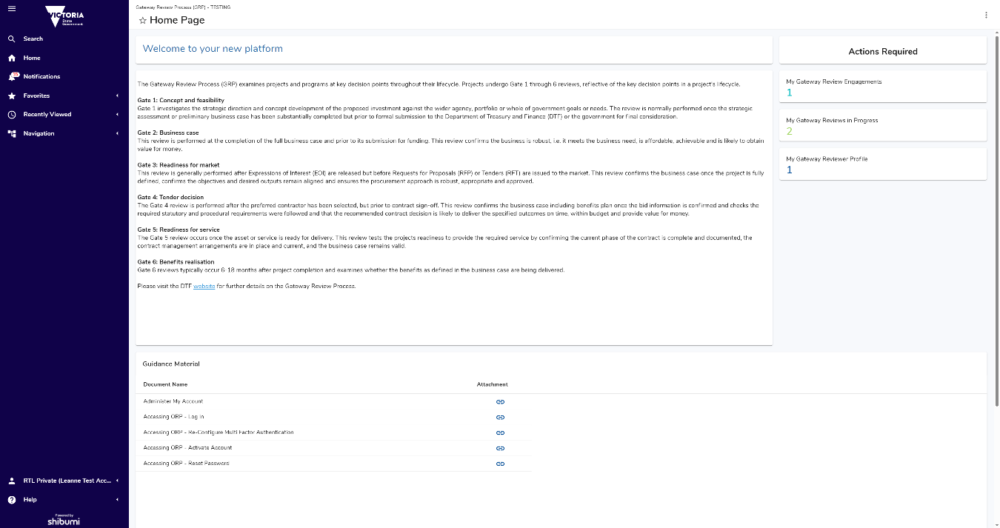 VICTORIA
State
Government
Search
Home
Notifications
Favorites
Recently Viewed
Navigation
RTL Private (Leanne Test Acc...
Help
Powered by
shibumi
Gateway Review Process (GRP) - TESTING
Home Page
Welcome to your new platform
The Gateway Review Process (GRP) examines projects and programs at key decision points throughout their lifecycle. Projects undergo Gate 1 through 6 reviews, reflective of the key decision points in a project's lifecycle.
Gate 1: Concept and feasibility
Gate 1 investigates the strategic direction and concept development of the proposed investment against the wider agency, portfolio or whole of government goals or needs. The review is normally performed once the strategic
assessment or preliminary business case has been substantially completed but prior to formal submission to the Department of Treasury and Finance (DTF) or the government for final consideration.
Gate 2: Business case
This review is performed at the completion of the full business case and prior to its submission for funding. This review confirms the business is robust, i.e. it meets the business need, is affordable, achievable and is likely to obtain
value for money.
Gate 3: Readiness for market
This review is generally performed after Expressions of Interest (EOI) are released but before Requests for Proposals (RFP) or Tenders (RFT) are issued to the market. This review confirms the business case once the project is fully
defined, confirms the objectives and desired outputs remain aligned and ensures the procurement approach is robust, appropriate and approved.
Gate 4: Tender decision
The Gate 4 review is performed after the preferred contractor has been selected, but prior to contract sign-off. This review confirms the business case including benefits plan once the bid information is confirmed and checks the
required statutory and procedural requirements were followed and that the recommended contract decision is likely to deliver the specified outcomes on time, within budget and provide value for money.
Gate 5: Readiness for service
The Gate 5 review occurs once the asset or service is ready for delivery. This review tests the projects readiness to provide the required service by confirming the current phase of the contract is complete and documented, the
contract management arrangements are in place and current, and the business case remains valid.
Gate 6: Benefits realisation
Gate 6 reviews typically occur 6-18 months after project completion and examines whether the benefits as defined in the business case are being delivered.
Please visit the DTF website for further details on the Gateway Review Process.
Actions Required
My Gateway Review Engagements
1
My Gateway Reviews in Progress
2
My Gateway Reviewer Profile
1
Guidance Material
Document Name Attachment
Administer My Account
Accessing ORP - Log in
Accessing ORP - Re-Configure Multi Factor Authentication
Accessing ORP - Activate Account
Accessing ORP - Reset Password